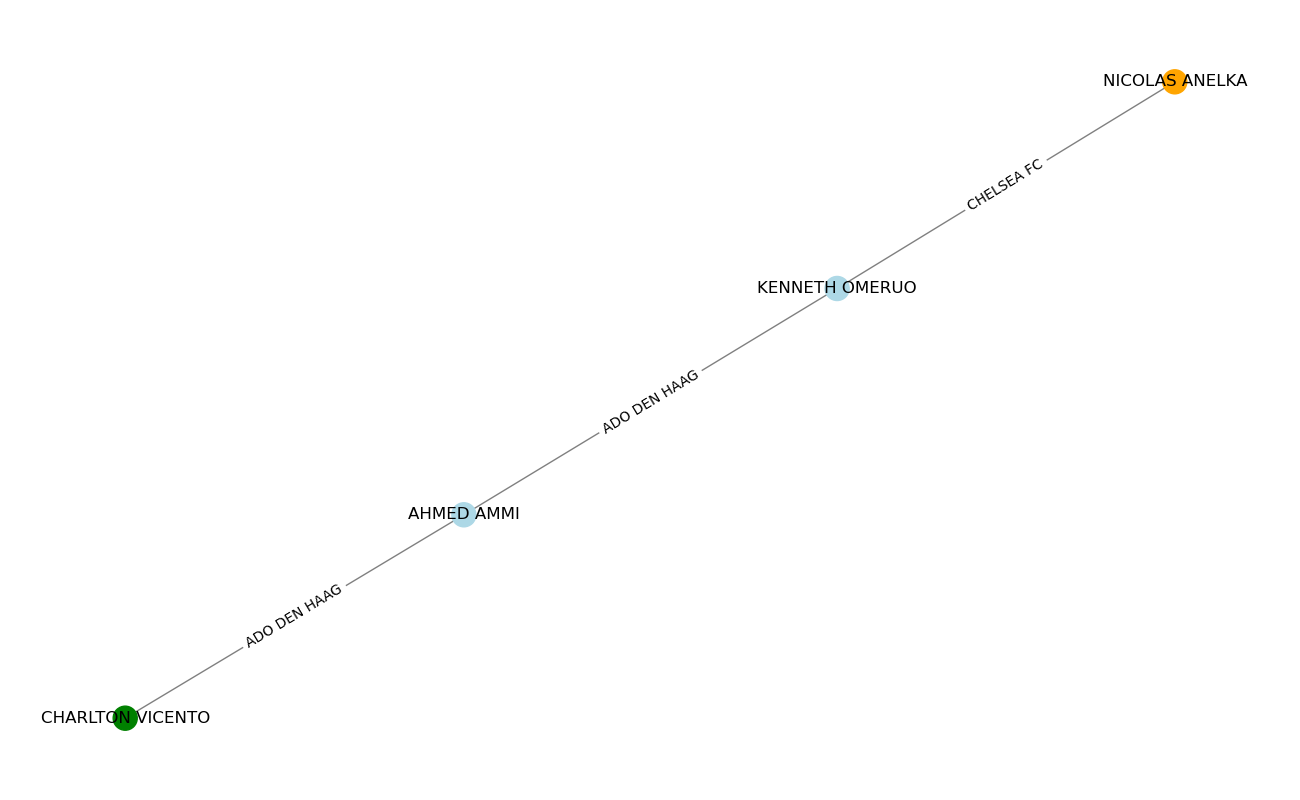 NICOLAS ANELKA
CHELSEA FC
KENNETH OMERUO
ADO DEN HAAG
AHMED AMMI
ADO DEN HAAG
CHARLTON VICENTO